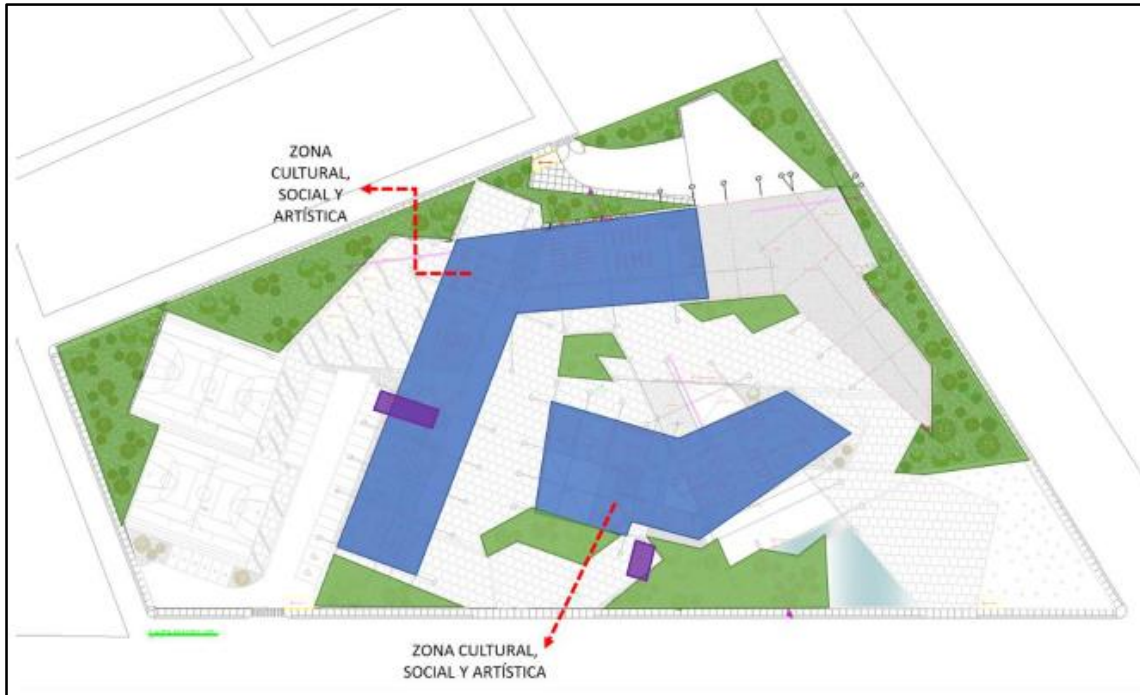 ZONA
CULTURAL,
SOCIAL Y
ARTÍSTICA
ZONA CULTURAL,
SOCIAL Y ARTÍSTICA